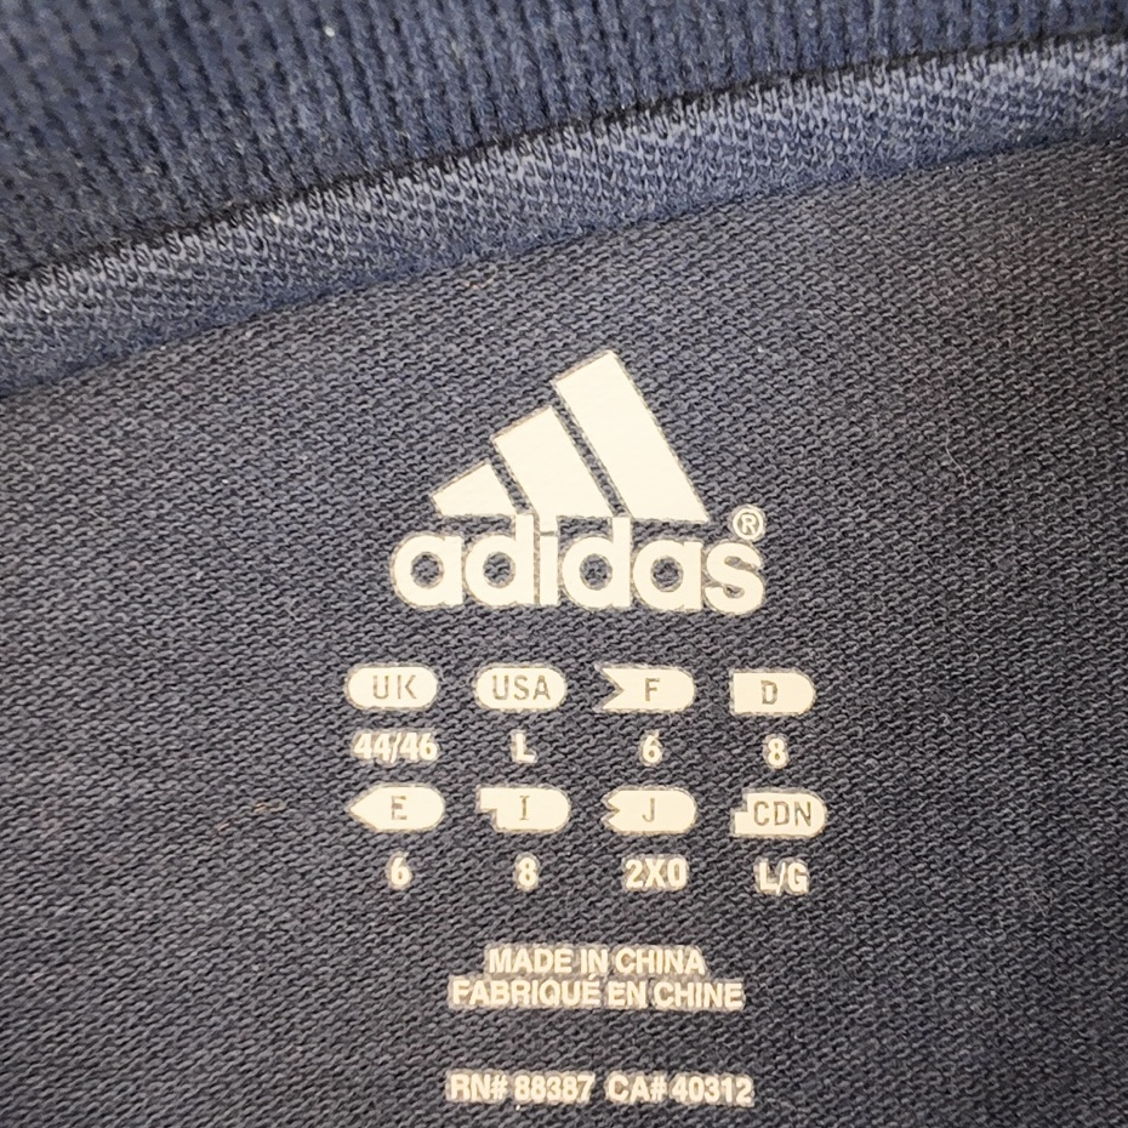 adidas®
UK USA F D
44/46 L 6 8
E I J CDN
6 8 2XO L/G
MADE IN CHINA
FABRIQUÉ EN CHINE
RN# 88387 CA# 40312